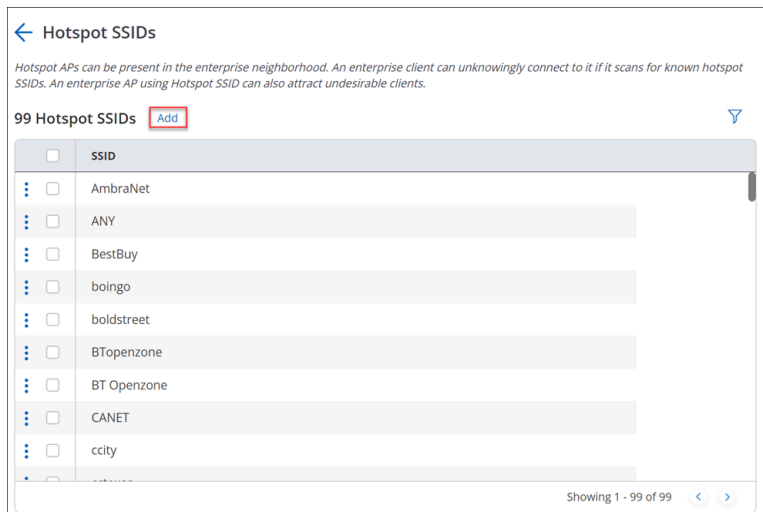 Hotspot SSIDs
Hotspot APs can be present in the enterprise neighborhood. An enterprise client can unknowingly connect to it if it scans for known hotspot
SSIDs. An enterprise AP using Hotspot SSID can also attract undesirable clients.
99 Hotspot SSIDs Add
SSID
AmbraNet
ANY
BestBuy
boingo
boldstreet
BTopenzone
BT Openzone
CANET
ccity
Showing 1 - 99 of 99